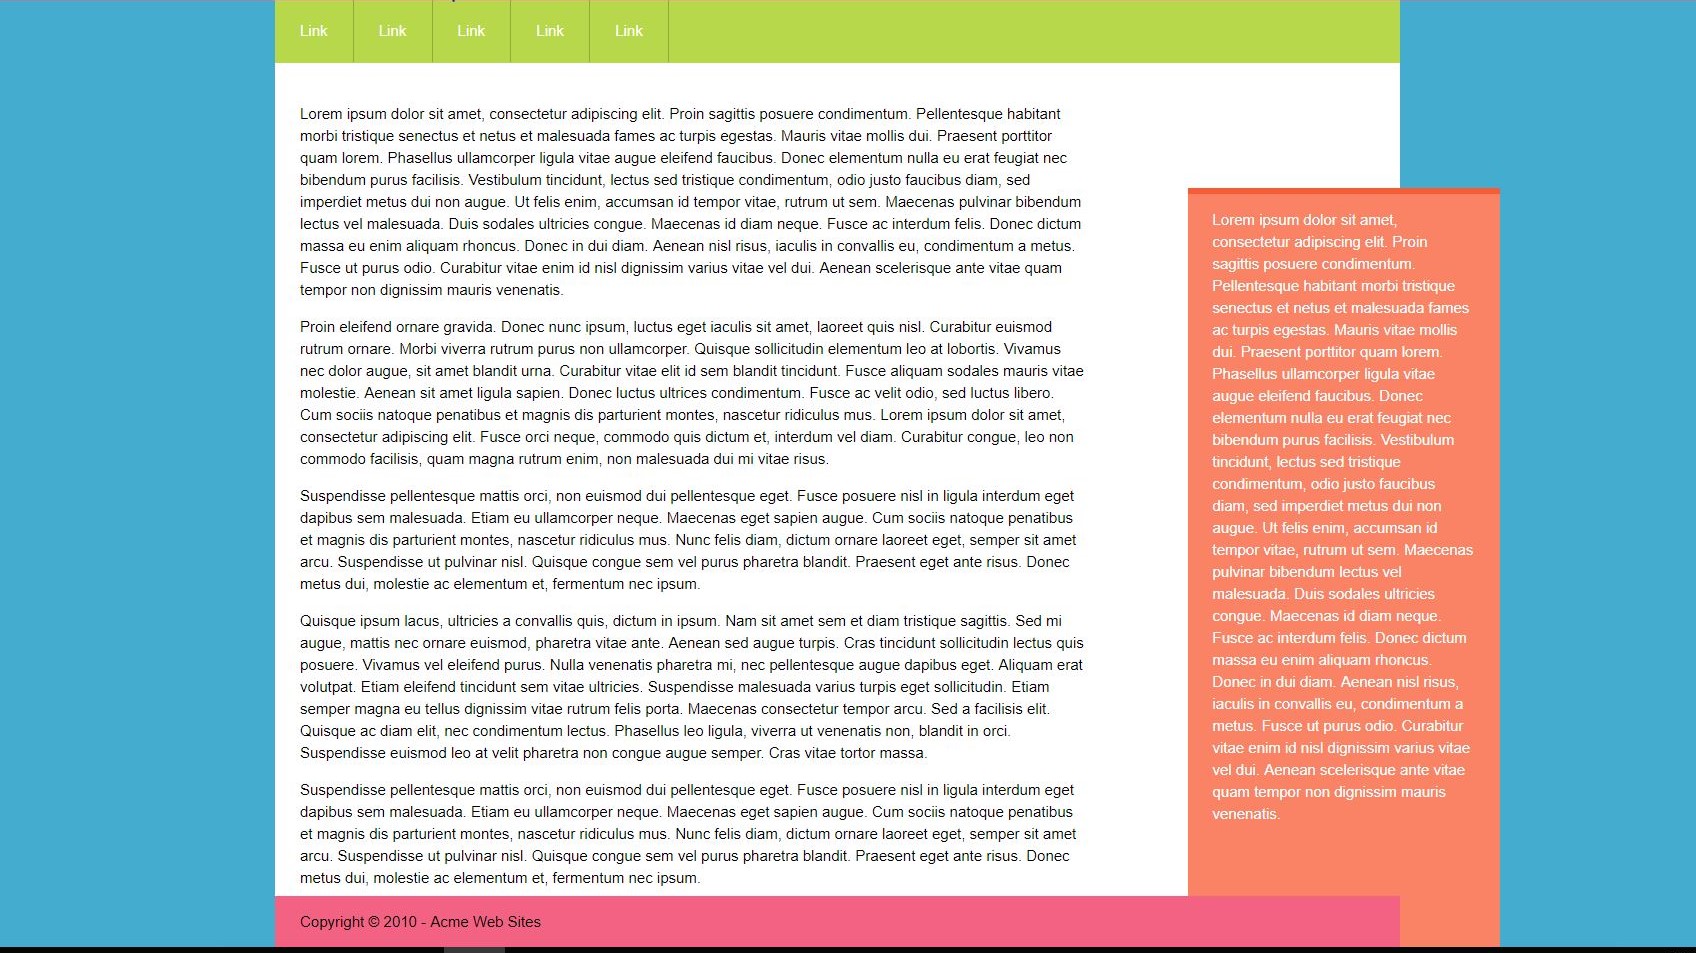 Link
Link
Link
Link
Link
Lorem ipsum dolor sit amet, consectetur adipiscing elit. Proin sagittis posuere condimentum. Pellentesque habitant
morbi tristique senectus et netus et malesuada fames ac turpis egestas. Mauris vitae mollis dui. Praesent porttitor
quam lorem. Phasellus ullamcorper ligula vitae augue eleifend faucibus. Donec elementum nulla eu erat feugiat nec
bibendum purus facilisis. Vestibulum tincidunt, lectus sed tristique condimentum, odio justo faucibus diam, sed
imperdiet metus dui non augue. Ut felis enim, accumsan id tempor vitae, rutrum ut sem. Maecenas pulvinar bibendum
lectus vel malesuada. Duis sodales ultricies congue. Maecenas id diam neque. Fusce ac interdum felis. Donec dictum
massa eu enim aliquam rhoncus. Donec in dui diam. Aenean nisl risus, iaculis in convallis eu, condimentum a metus.
Fusce ut purus odio. Curabitur vitae enim id nisl dignissim varius vitae vel dui. Aenean scelerisque ante vitae quam
tempor non dignissim mauris venenatis.
Proin eleifend ornare gravida. Donec nunc ipsum, luctus eget iaculis sit amet, laoreet quis nisl. Curabitur euismod
rutrum ornare. Morbi viverra rutrum purus non ullamcorper. Quisque sollicitudin elementum leo at lobortis. Vivamus
nec dolor augue, sit amet blandit urna. Curabitur vitae elit id sem blandit tincidunt. Fusce aliquam sodales mauris vitae
molestie. Aenean sit amet ligula sapien. Donec luctus ultrices condimentum. Fusce ac velit odio, sed luctus libero.
Cum sociis natoque penatibus et magnis dis parturient montes, nascetur ridiculus mus. Lorem ipsum dolor sit amet,
consectetur adipiscing elit. Fusce orci neque, commodo quis dictum et, interdum vel diam. Curabitur congue, leo non
commodo facilisis, quam magna rutrum enim, non malesuada dui mi vitae risus.
Suspendisse pellentesque mattis orci, non euismod dui pellentesque eget. Fusce posuere nisl in ligula interdum eget
dapibus sem malesuada. Etiam eu ullamcorper neque. Maecenas eget sapien augue. Cum sociis natoque penatibus
et magnis dis parturient montes, nascetur ridiculus mus. Nunc felis diam, dictum ornare laoreet eget, semper sit amet
arcu. Suspendisse ut pulvinar nisl. Quisque congue sem vel purus pharetra blandit. Praesent eget ante risus. Donec
metus dui, molestie ac elementum et, fermentum nec ipsum.
Quisque ipsum lacus, ultricies a convallis quis, dictum in ipsum. Nam sit amet sem et diam tristique sagittis. Sed mi
augue, mattis nec ornare euismod, pharetra vitae ante. Aenean sed augue turpis. Cras tincidunt sollicitudin lectus quis
posuere. Vivamus vel eleifend purus. Nulla venenatis pharetra mi, nec pellentesque augue dapibus eget. Aliquam erat
volutpat. Etiam eleifend tincidunt sem vitae ultricies. Suspendisse malesuada varius turpis eget sollicitudin. Etiam
semper magna eu tellus dignissim vitae rutrum felis porta. Maecenas consectetur tempor arcu. Sed a facilisis elit.
Quisque ac diam elit, nec condimentum lectus. Phasellus leo ligula, viverra ut venenatis non, blandit in orci.
Suspendisse euismod leo at velit pharetra non congue augue semper. Cras vitae tortor massa.
Suspendisse pellentesque mattis orci, non euismod dui pellentesque eget. Fusce posuere nisl in ligula interdum eget
dapibus sem malesuada. Etiam eu ullamcorper neque. Maecenas eget sapien augue. Cum sociis natoque penatibus
et magnis dis parturient montes, nascetur ridiculus mus. Nunc felis diam, dictum ornare laoreet eget, semper sit amet
arcu. Suspendisse ut pulvinar nisl. Quisque congue sem vel purus pharetra blandit. Praesent eget ante risus. Donec
metus dui, molestie ac elementum et, fermentum nec ipsum.
Lorem ipsum dolor sit amet,
consectetur adipiscing elit. Proin
sagittis posuere condimentum.
Pellentesque habitant morbi tristique
senectus et netus et malesuada fames
ac turpis egestas. Mauris vitae mollis
dui. Praesent porttitor quam lorem.
Phasellus ullamcorper ligula vitae
augue eleifend faucibus. Donec
elementum nulla eu erat feugiat nec
bibendum purus facilisis. Vestibulum
tincidunt, lectus sed tristique
condimentum, odio justo faucibus
diam, sed imperdiet metus dui non
augue. Ut felis enim, accumsan id
tempor vitae, rutrum ut sem. Maecenas
pulvinar bibendum lectus vel
malesuada. Duis sodales ultricies
congue. Maecenas id diam neque.
Fusce ac interdum felis. Donec dictum
massa eu enim aliquam rhoncus.
Donec in dui diam. Aenean nisl risus,
iaculis in convallis eu, condimentum a
metus. Fusce ut purus odio. Curabitur
vitae enim id nisl dignissim varius vitae
vel dui. Aenean scelerisque ante vitae
quam tempor non dignissim mauris
venenatis.
Copyright © 2010 - Acme Web Sites